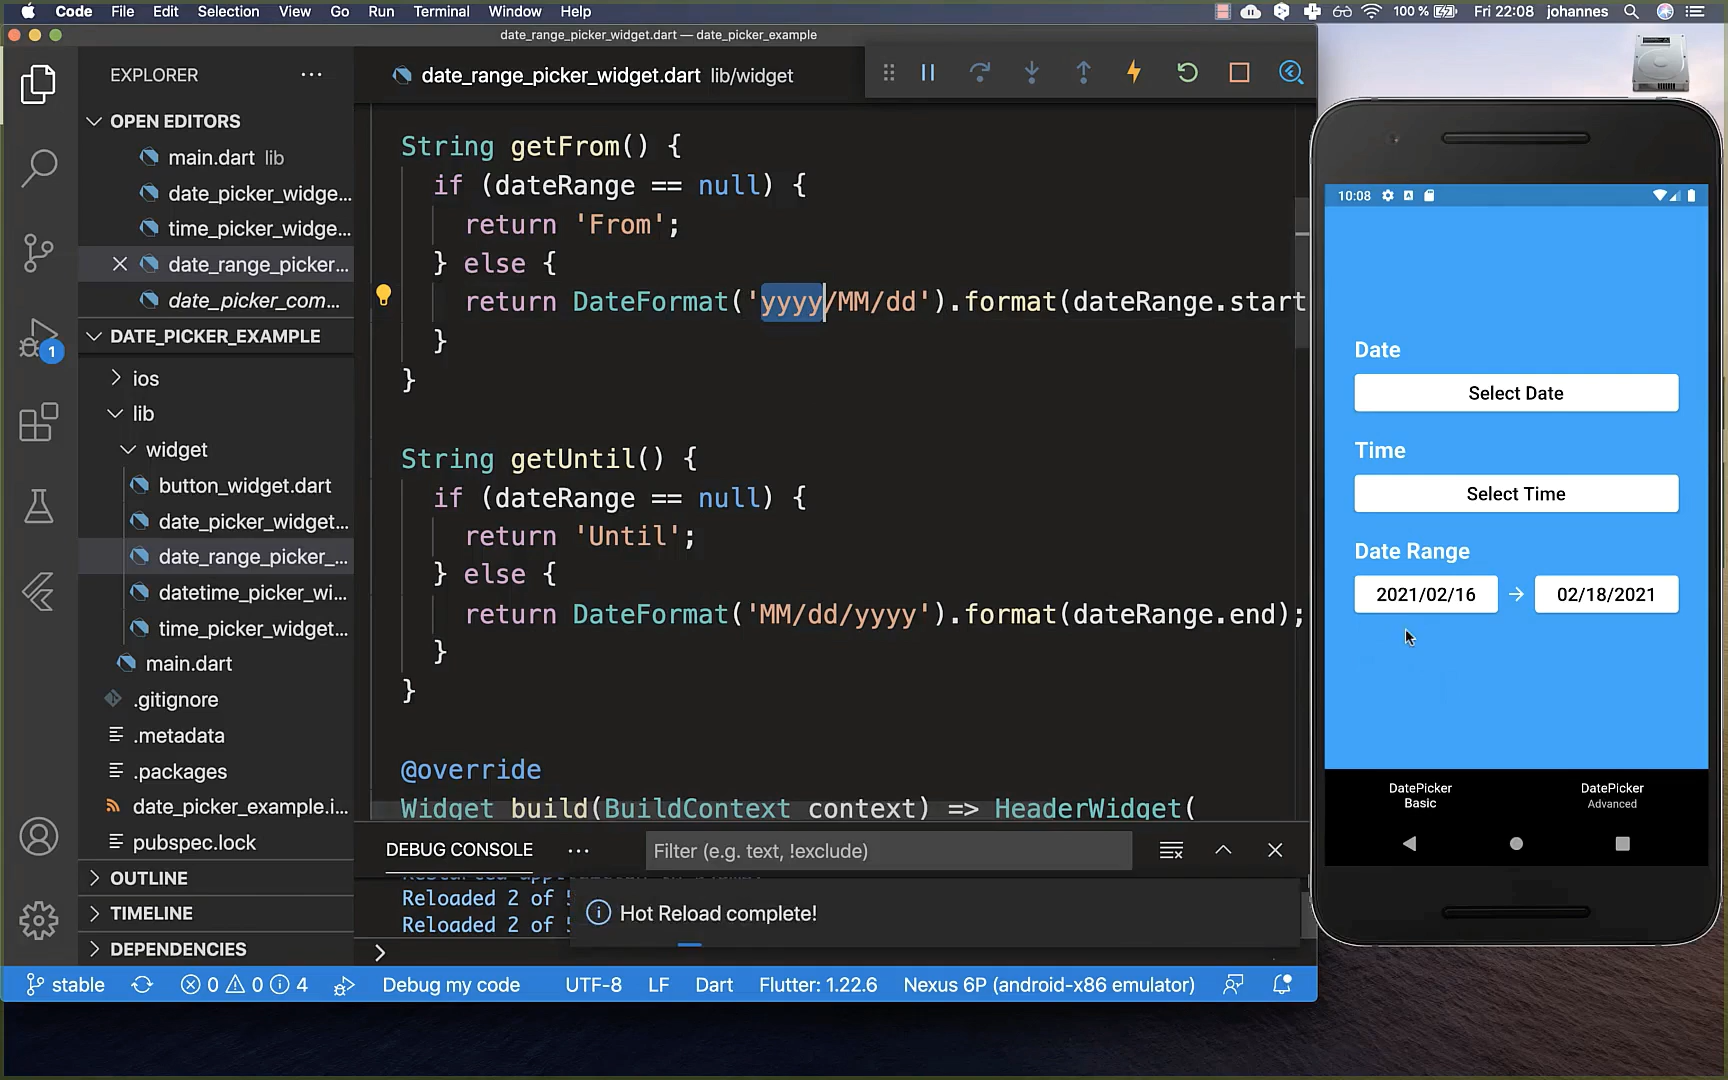 Code File Edit Selection View Go Run Terminal Window Help 100 % Fri 22:08 johannes
date_range_picker_widget.dart — date_picker_example
EXPLORER
OPEN EDITORS
main.dart lib
date_picker_widge...
time_picker_widge...
date_range_picker...
date_picker_com...
DATE_PICKER_EXAMPLE
ios
lib
widget
button_widget.dart
date_picker_widget...
date_range_picker_...
datetime_picker_wi...
time_picker_widget...
main.dart
.gitignore
.metadata
.packages
date_picker_example.i...
pubspec.lock
OUTLINE
TIMELINE
DEPENDENCIES
1
date_range_picker_widget.dart lib/widget
String getFrom() {
if (dateRange == null) {
return 'From';
} else {
return DateFormat('yyyy/MM/dd').format(dateRange.start
}
}
String getUntil() {
if (dateRange == null) {
return 'Until';
} else {
return DateFormat('MM/dd/yyyy').format(dateRange.end);
}
}
@override
Widget build(BuildContext context) => HeaderWidget(
DEBUG CONSOLE
Filter (e.g. text, !exclude)
Reloaded 2 of 5
Reloaded 2 of 5
Hot Reload complete!
stable 0 0 4 Debug my code UTF-8 LF Dart Flutter: 1.22.6 Nexus 6P (android-x86 emulator)
10:08
Date
Select Date
Time
Select Time
Date Range
2021/02/16 → 02/18/2021
DatePicker
Basic
DatePicker
Advanced